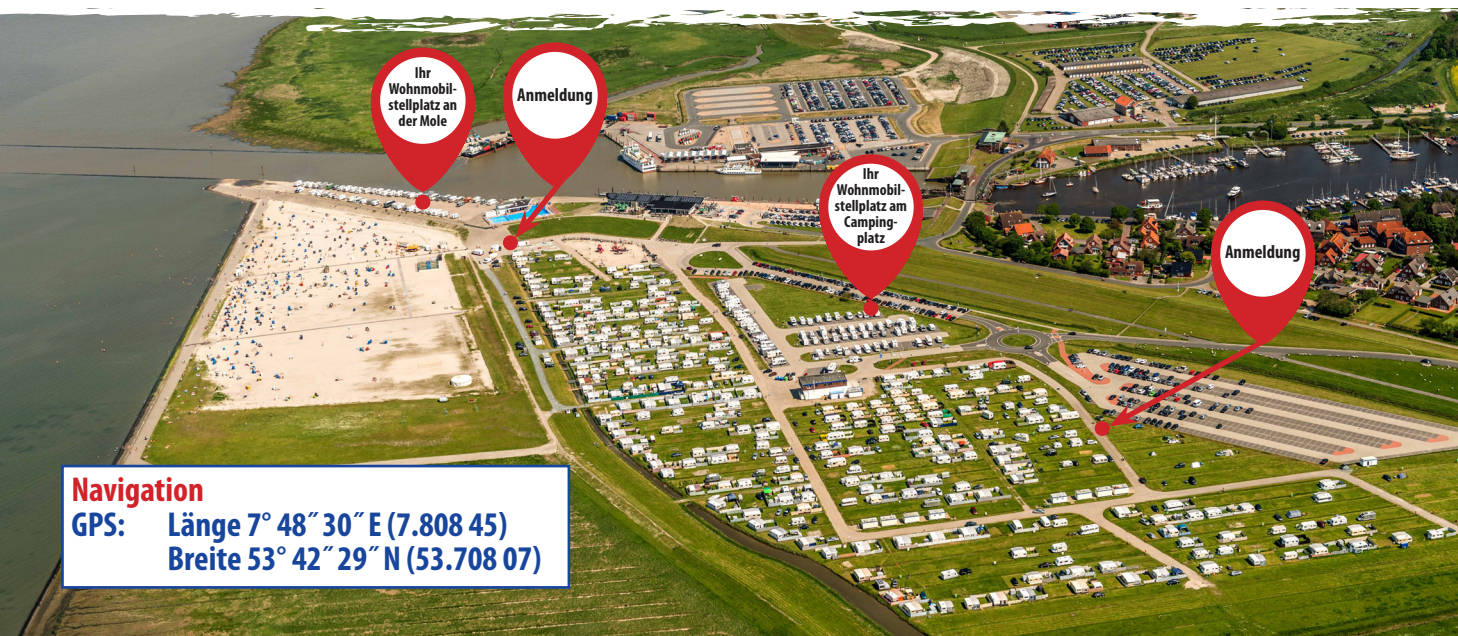 Ihr
Wohnmobil-
stellplatz an
der Mole
Anmeldung
Ihr
Wohnmobil-
stellplatz am
Camping-
platz
Anmeldung
Navigation
GPS: Länge 7° 48˝ 30˝ E (7.808 45)
Breite 53° 42˝ 29˝ N (53.708 07)